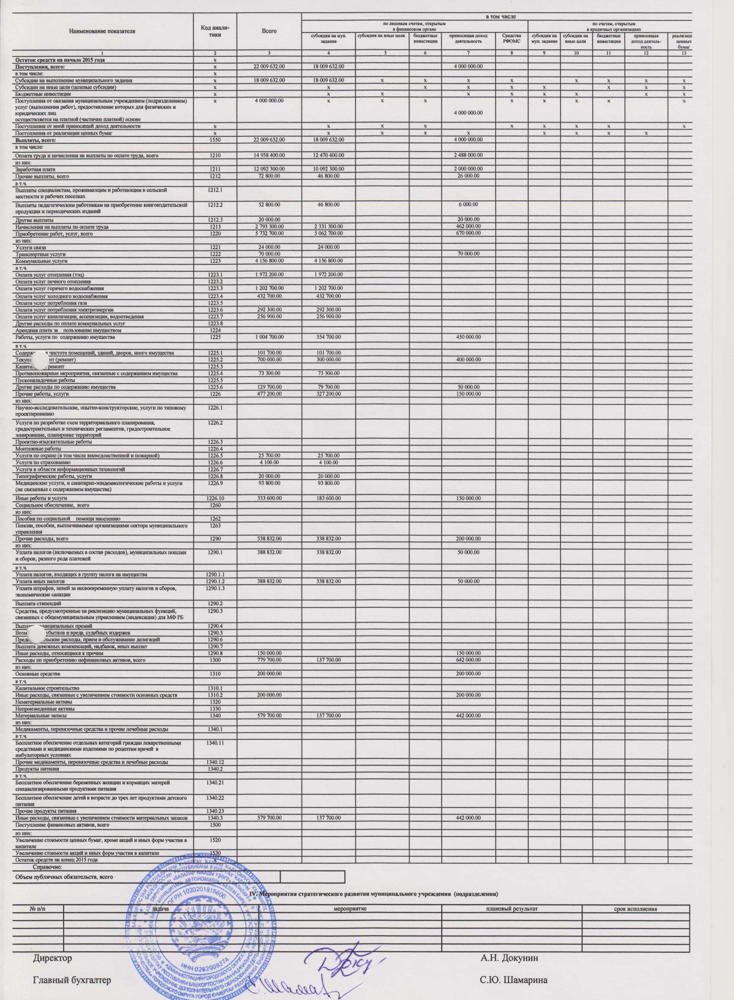 в том числе
по лицевым счетам, открытым
в финансовом органе
по счетам, открытым
в кредитных организациях
Наименование показателя Код анали-
тики Всего
субсидии на мун.
задание субсидии на иные цели бюджетные
инвестиции приносящая доход
деятельность Средства
РФОМС субсидии на
мун. задание субсидии на
иные цели бюджетные
инвестиции приносящая
доход деятель-
ность реализаци
ценных
бумаг
1 2 3 4 5 6 7 8 9 10 11 12 13
Остаток средств на начало 2015 года x
Поступления, всего: x 22 009 632.00 18 009 632.00 4 000 000.00
в том числе: x
Субсидии на выполнение муниципального задания x 18 009 632.00 18 009 632.00 x x x x x x x x
Субсидии на иные цели (целевые субсидии) x x x x x x x x x
Бюджетные инвестиции x x x x x x x x x
Поступления от оказания муниципальным учреждением (подразделением) x 4 000 000.00 x x x x x x x x
услуг (выполнения работ), предоставление которых для физических и
юридических лиц 4 000 000.00
осуществляется на платной (частично платной) основе
Поступления от иной приносящей доход деятельности x x x x x x x x x
Поступления от реализации ценных бумаг x x x x x x x x x
Выплаты, всего: 1550 22 009 632.00 18 009 632.00 4 000 000.00
в том числе:
Оплата труда и начисления на выплаты по оплате труда, всего 1210 14 958 400.00 12 470 400.00 2 488 000.00
из них:
Заработная плата 1211 12 092 300.00 10 092 300.00 2 000 000.00
Прочие выплаты, всего 1212 72 800.00 46 800.00 26 000.00
в т.ч.
Выплаты специалистам, проживающим и работающим в сельской 1212.1
местности и рабочих поселках
Выплаты педагогическим работникам на приобретение книгоиздательской 1212.2 52 800.00 46 800.00 6 000.00
продукции и периодических изданий
Другие выплаты 1212.3 20 000.00 20 000.00
Начисления на выплаты по оплате труда 1213 2 793 300.00 2 331 300.00 462 000.00
Приобретение работ, услуг, всего 1220 5 732 700.00 5 062 700.00 670 000.00
из них:
Услуги связи 1221 24 000.00 24 000.00
Транспортные услуги 1222 70 000.00 70 000.00
Коммунальные услуги 1223 4 156 800.00 4 156 800.00
в т.ч.
Оплата услуг отопления (тэц) 1223.1 1 972 200.00 1 972 200.00
Оплата услуг печного отопления 1223.2
Оплата услуг горячего водоснабжения 1223.3 1 202 700.00 1 202 700.00
Оплата услуг холодного водоснабжения 1223.4 432 700.00 432 700.00
Оплата услуг потребления газа 1223.5
Оплата услуг потребления электроэнергии 1223.6 292 300.00 292 300.00
Оплата услуг канализации, ассенизации, водоотведения 1223.7 256 900.00 256 900.00
Другие расходы по оплате коммунальных услуг 1223.8
Арендная плата за пользование имуществом 1224
Работы, услуги по содержанию имущества 1225 1 004 700.00 554 700.00 450 000.00
в т.ч.
чистоте помещений, зданий, дворов, иного имущества 1225.1 101 700.00 101 700.00
(ремонт) 1225.2 700 000.00 300 000.00 400 000.00
ремонт 1225.3
Противопожарные мероприятия, связанные с содержанием имущества 1225.4 73 300.00 73 300.00
Пусконаладочные работы 1225.5
Другие расходы по содержанию имущества 1225.6 129 700.00 79 700.00 50 000.00
Прочие работы, услуги 1226 477 200.00 327 200.00 150 000.00
из них:
Научно-исследовательские, опытно-конструкторские, услуги по типовому 1226.1
проектированию
Услуги по разработке схем территориального планирования, 1226.2
градостроительных и технических регламентов, градостроительное
зонирование, планировке территорий
Проектно-изыскательные работы 1226.3
Монтажные работы 1226.4
Услуги по охране (в том числе вневедомственной и пожарной) 1226.5 25 700.00 25 700.00
Услуги по страхованию 1226.6 4 100.00 4 100.00
Услуги в области информационных технологий 1226.7
Типографические работы, услуги 1226.8 20 000.00 20 000.00
Медицинские услуги, и санитарно-эпидемиологические работы и услуги 1226.9 93 800.00 93 800.00
(не связанные с содержанием имущества)
Иные работы и услуги 1226.10 333 600.00 183 600.00 150 000.00
Социальное обеспечение, всего 1260
из них:
Пособия по социальной помощи населению 1262
Пенсии, пособия, выплачиваемые организациями сектора муниципального 1263
управления
Прочие расходы, всего 1290 538 832.00 338 832.00 200 000.00
из них:
Уплата налогов (включаемых в состав расходов), муниципальных пошлин 1290.1 388 832.00 338 832.00 50 000.00
и сборов, разного рода платежей
в т.ч.
Уплата налогов, входящих в группу налога на имущества 1290.1.1
Уплата иных налогов 1290.1.2 388 832.00 338 832.00 50 000.00
Уплата штрафов, пеней за несвоевременную уплату налогов и сборов, 1290.1.3
экономические санкции
Выплата стипендий 1290.2
Средства, предусмотренные на реализацию муниципальных функций, 1290.3
связанных с общемуниципальным управлением (индексация) для МФ РБ
премий 1290.4
и вреда, судебных издержек 1290.5
расходы, прием и обслуживание делегаций 1290.6
Выплата денежных компенсаций, надбавок, иных выплат 1290.7
Иные расходы, относящиеся к прочим 1290.8 150 000.00 150 000.00
Расходы по приобретению нефинансовых активов, всего 1300 779 700.00 137 700.00 642 000.00
из них:
Основные средства 1310 200 000.00 200 000.00
в т.ч.
Капитальное строительство 1310.1
Иные расходы, связанные с увеличением стоимости основных средств 1310.2 200 000.00 200 000.00
Нематериальные активы 1320
Непроизведенные активы 1330
Материальные запасы 1340 579 700.00 137 700.00 442 000.00
из них:
Медикаменты, перевязочные средства и прочие лечебные расходы 1340.1
в т.ч.
Бесплатное обеспечение отдельных категорий граждан лекарственными 1340.11
средствами и медицинскими изделиями по рецептам врачей в
амбулаторных условиях
Прочие медикаменты, перевязочные средства и лечебные расходы 1340.12
Продукты питания 1340.2
в т.ч.
Бесплатное обеспечение беременных женщин и кормящих матерей 1340.21
специализированными продуктами питания
Бесплатное обеспечение детей в возрасте до трех лет продуктами детского 1340.22
питания
Прочие продукты питания 1340.23
Иные расходы, связанные с увеличением стоимости материальных запасов 1340.3 579 700.00 137 700.00 442 000.00
Поступление финансовых активов, всего 1500
из них:
Увеличение стоимости ценных бумаг, кроме акций и иных форм участия в 1520
капитале
Увеличение стоимости акций и иных форм участия в капитале 1530
Остаток средств на конец 2015 года x
Справочно:
Объем публичных обязательств, всего
IV. Мероприятия стратегического развития муниципального учреждения (подразделения)
№ п/п задача мероприятие плановый результат срок исполнения
ОГРН 1020201815600
ИНН 0262008374
Директор А.Н. Докунин
Главный бухгалтер С.Ю. Шамарина